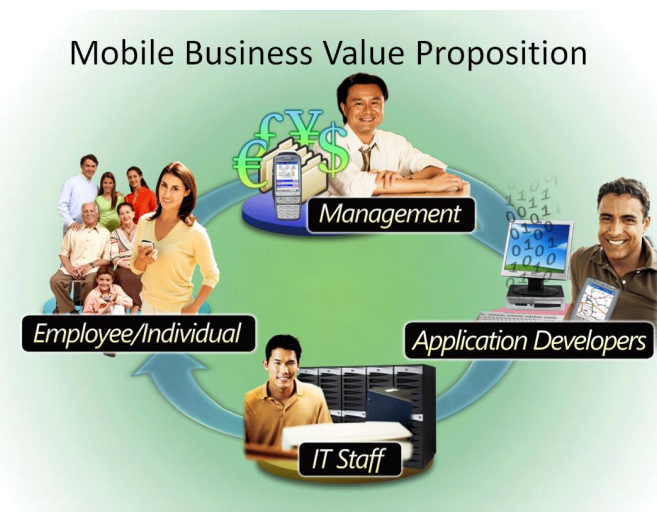 Mobile Business Value Proposition
Management
Employee/Individual
Application Developers
IT Staff